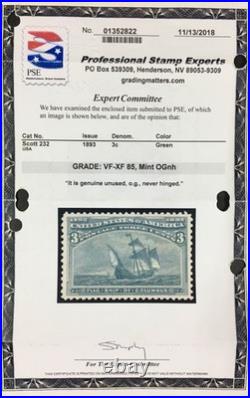 PSE
No. 01352822 11/13/2018
Professional Stamp Experts
PO Box 539309, Henderson, NV 89053-9309
gradingmatters.com
Expert Committee
We have examined the enclosed item submitted to PSE, of which
an image is shown below, and are of the opinion that:
Cat No. Issue Denom. Color
Scott 232 1893 3c Green
USA
GRADE: VF-XF 85, Mint OGnh
"It is genuine unused, o.g., never hinged."
UNITED STATES OF AMERICA
POSTAGE THREE CENTS
3 3
FLAG SHIP OF COLUMBUS
For The Expert Committee